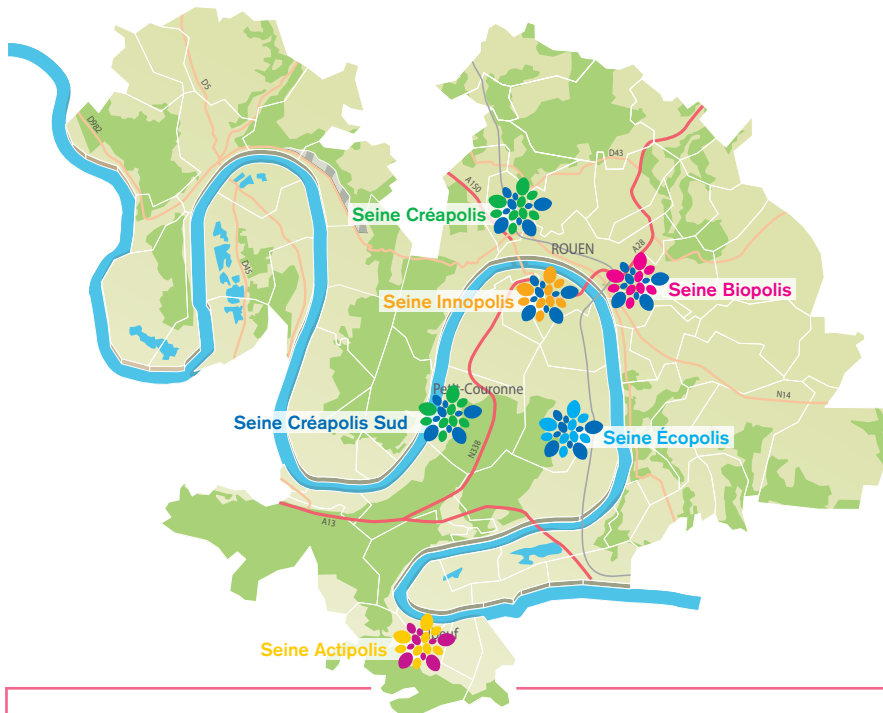 D5
D982
D43
A150
Seine Créapolis
ROUEN
A28
D45
Seine Innopolis
Seine Biopolis
Petit-Couronne
N14
Seine Créapolis Sud
Seine Écopolis
N338
A13
Seine Actipolis